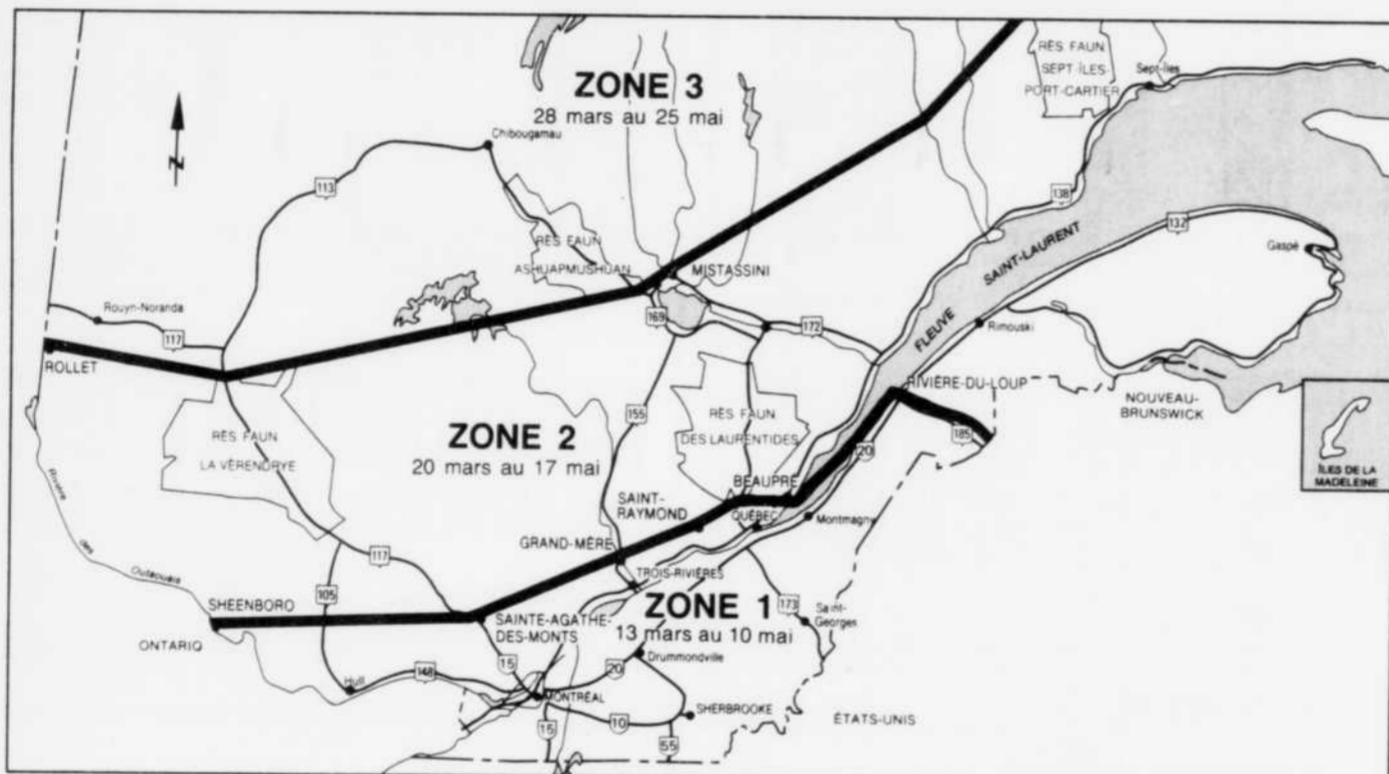 ZONE 3
28 mars au 25 mai
RÉS. FAUN.
SEPT-ÎLES-
PORT-CARTIER
Sept-Îles
Chibougamau
N
113
138
132
RÉS. FAUN.
ASHUAPMUSHUAN
MISTASSINI
FLEUVE
SAINT-LAURENT
Gaspé
Rouyn-Noranda
117
169
172
Rimouski
ROLLET
RIVIÈRE-DU-LOUP
NOUVEAU-
BRUNSWICK
155
RÉS. FAUN.
DES LAURENTIDES
185
20
RÉS. FAUN.
LA VÉRENDRYE
ZONE 2
20 mars au 17 mai
ÎLES DE LA
MADELEINE
BEAUPRÉ
SAINT-
RAYMOND
QUÉBEC
Montmagny
GRAND-MÈRE
Rivière
des
Outaouais
117
TROIS-RIVIÈRES
105
SHEENBORO
ZONE 1
13 mars au 10 mai
173
Saint-
Georges
SAINTE-AGATHE-
DES-MONTS
ONTARIO
15
20
Drummondville
Hull
148
MONTRÉAL
SHERBROOKE
ÉTATS-UNIS
15
10
55